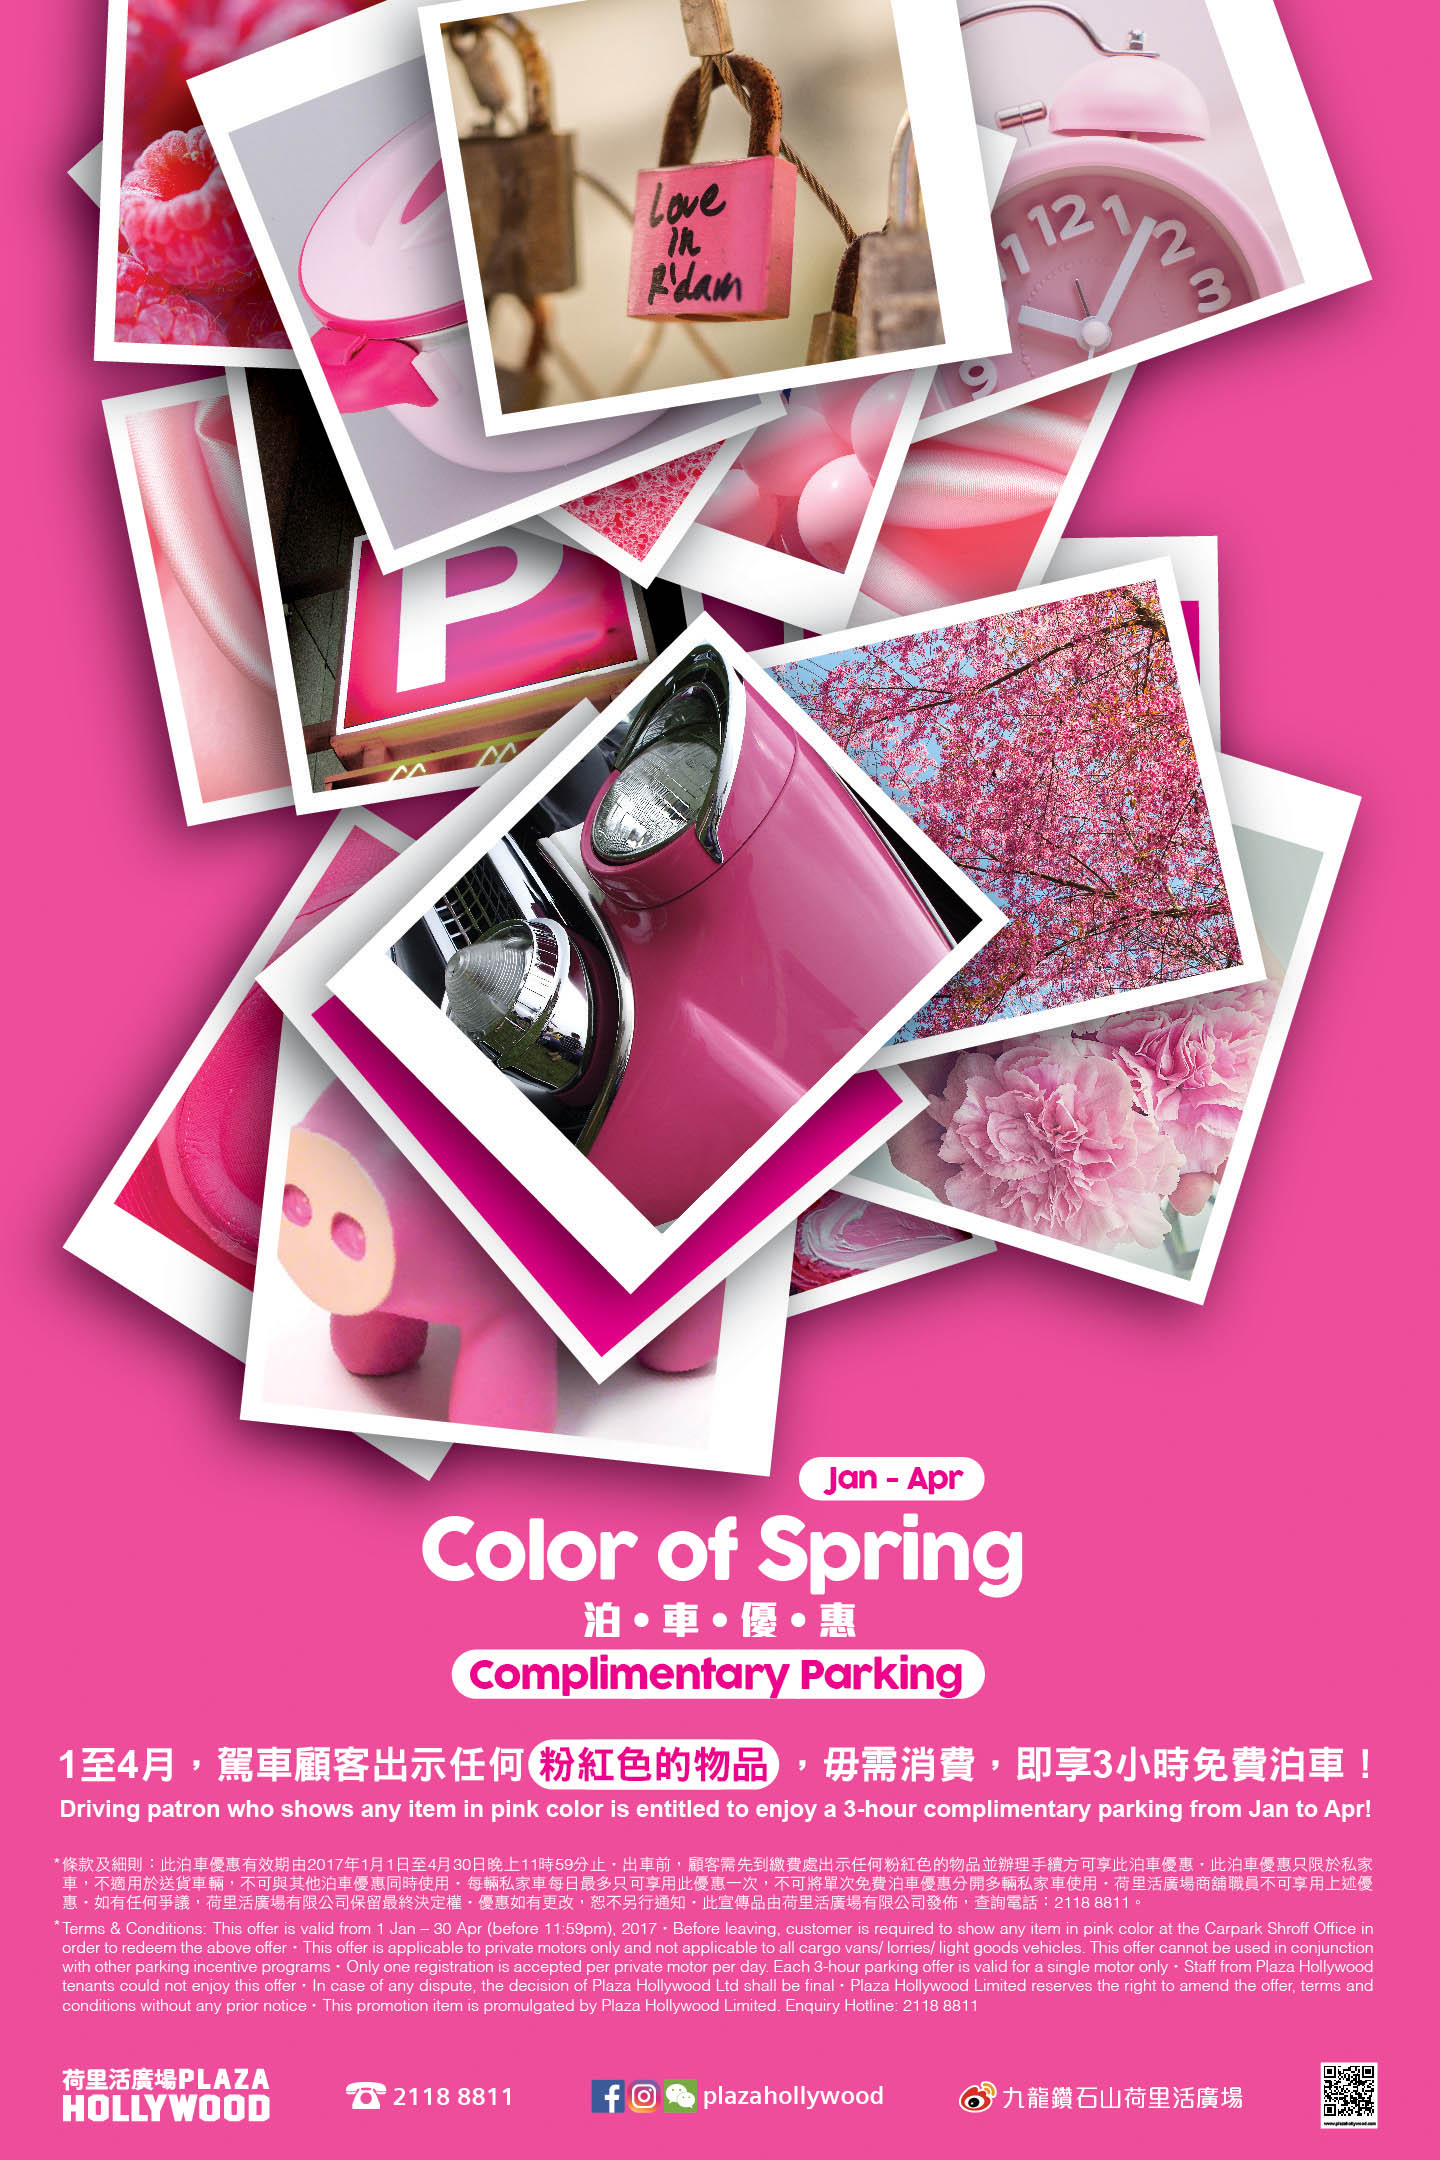 Love
in
R'dam
12 1
11 2
3
9
P
Jan - Apr
Color of Spring
泊•車•優•惠
Complimentary Parking
1至4月，駕車顧客出示任何 粉紅色的物品 ，毋需消費，即享3小時免費泊車！
Driving patron who shows any item in pink color is entitled to enjoy a 3-hour complimentary parking from Jan to Apr!
*條款及細則：此泊車優惠有效期由2017年1月1日至4月30日晚上11時59分止・出車前，顧客需先到繳費處出示任何粉紅色的物品並辦理手續方可享此泊車優惠・此泊車優惠只限於私家
車，不適用於送貨車輛，不可與其他泊車優惠同時使用・每輛私家車每日最多只可享用此優惠一次，不可將單次免費泊車優惠分開多輛私家車使用・荷里活廣場商舖職員不可享用上述優
惠・如有任何爭議，荷里活廣場有限公司保留最終決定權・優惠如有更改，恕不另行通知・此宣傳品由荷里活廣場有限公司發佈，查詢電話：2118 8811。
*Terms & Conditions: This offer is valid from 1 Jan – 30 Apr (before 11:59pm), 2017・Before leaving, customer is required to show any item in pink color at the Carpark Shroff Office in
order to redeem the above offer・This offer is applicable to private motors only and not applicable to all cargo vans/ lorries/ light goods vehicles. This offer cannot be used in conjunction
with other parking incentive programs・Only one registration is accepted per private motor per day. Each 3-hour parking offer is valid for a single motor only・Staff from Plaza Hollywood
tenants could not enjoy this offer・In case of any dispute, the decision of Plaza Hollywood Ltd shall be final・Plaza Hollywood Limited reserves the right to amend the offer, terms and
conditions without any prior notice・This promotion item is promulgated by Plaza Hollywood Limited. Enquiry Hotline: 2118 8811
荷里活廣場PLAZA
HOLLYWOOD
2118 8811
plazahollywood
九龍鑽石山荷里活廣場
www.plazahollywood.com